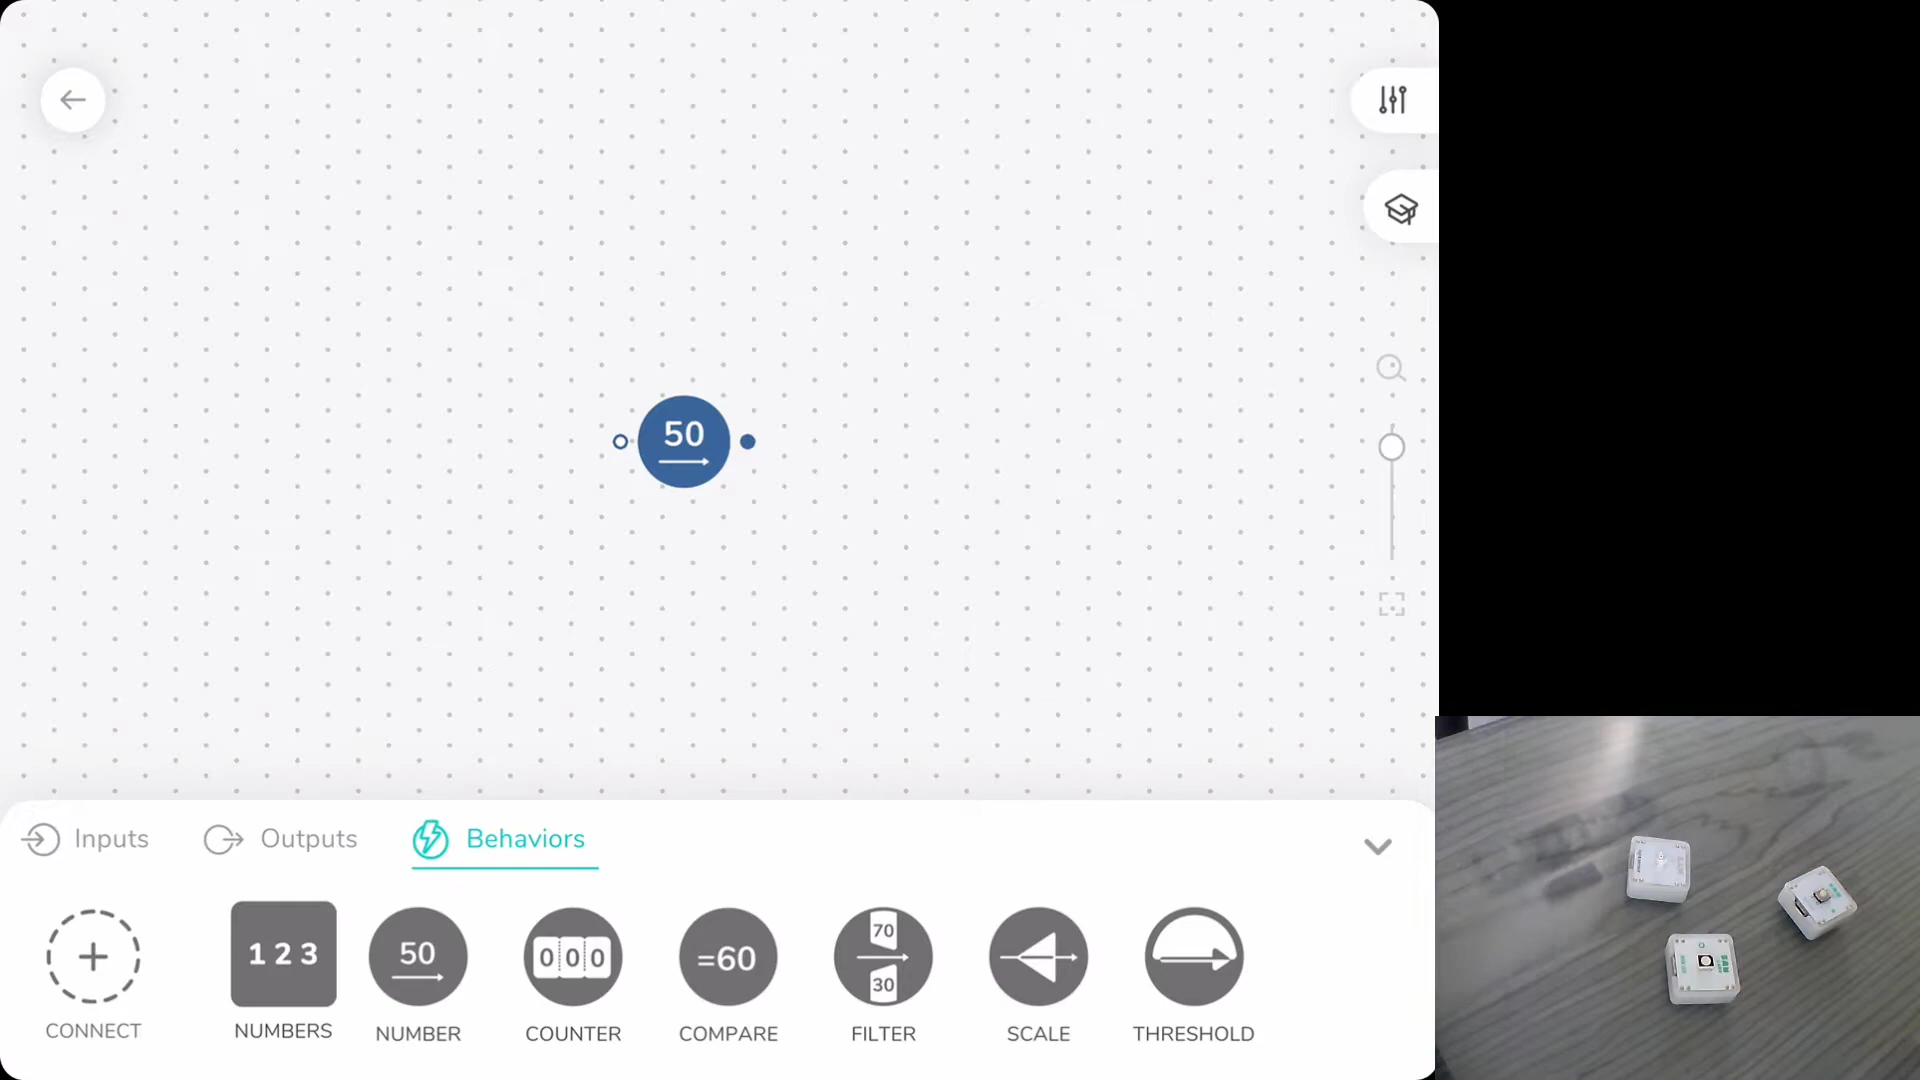 50
Inputs
Outputs
Behaviors
CONNECT
1 2 3
NUMBERS
50
NUMBER
0 0 0
COUNTER
=60
COMPARE
70
30
FILTER
SCALE
THRESHOLD